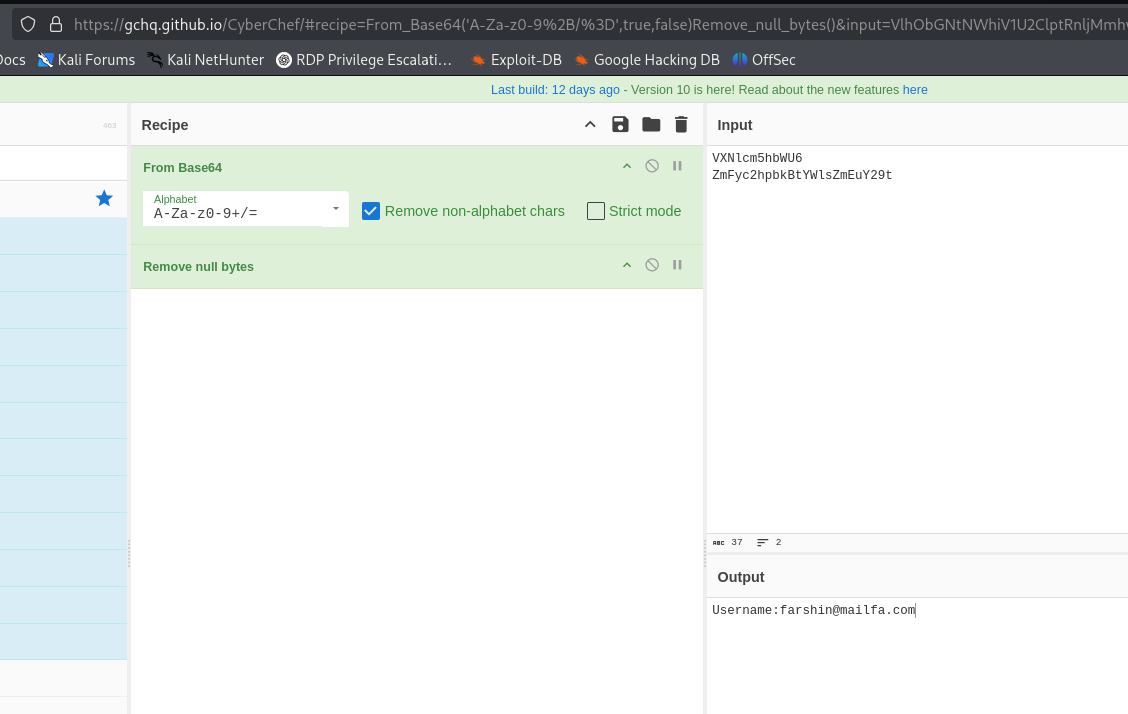 https://gchq.github.io/CyberChef/#recipe=From_Base64('A-Za-z0-9%2B/%3D',true,false)Remove_null_bytes()&input=VlhObGNtNWhiV1U2ClptRnljMmh
Docs Kali Forums Kali NetHunter RDP Privilege Escalati… Exploit-DB Google Hacking DB OffSec
Last build: 12 days ago - Version 10 is here! Read about the new features here
463
Recipe
From Base64
Alphabet
A-Za-z0-9+/=
Remove non-alphabet chars
Strict mode
Remove null bytes
Input
VXNlcm5hbWU6
ZmFyc2hpbkBtYWlsZmEuY29t
ABC 37 2
Output
Username:farshin@mailfa.com